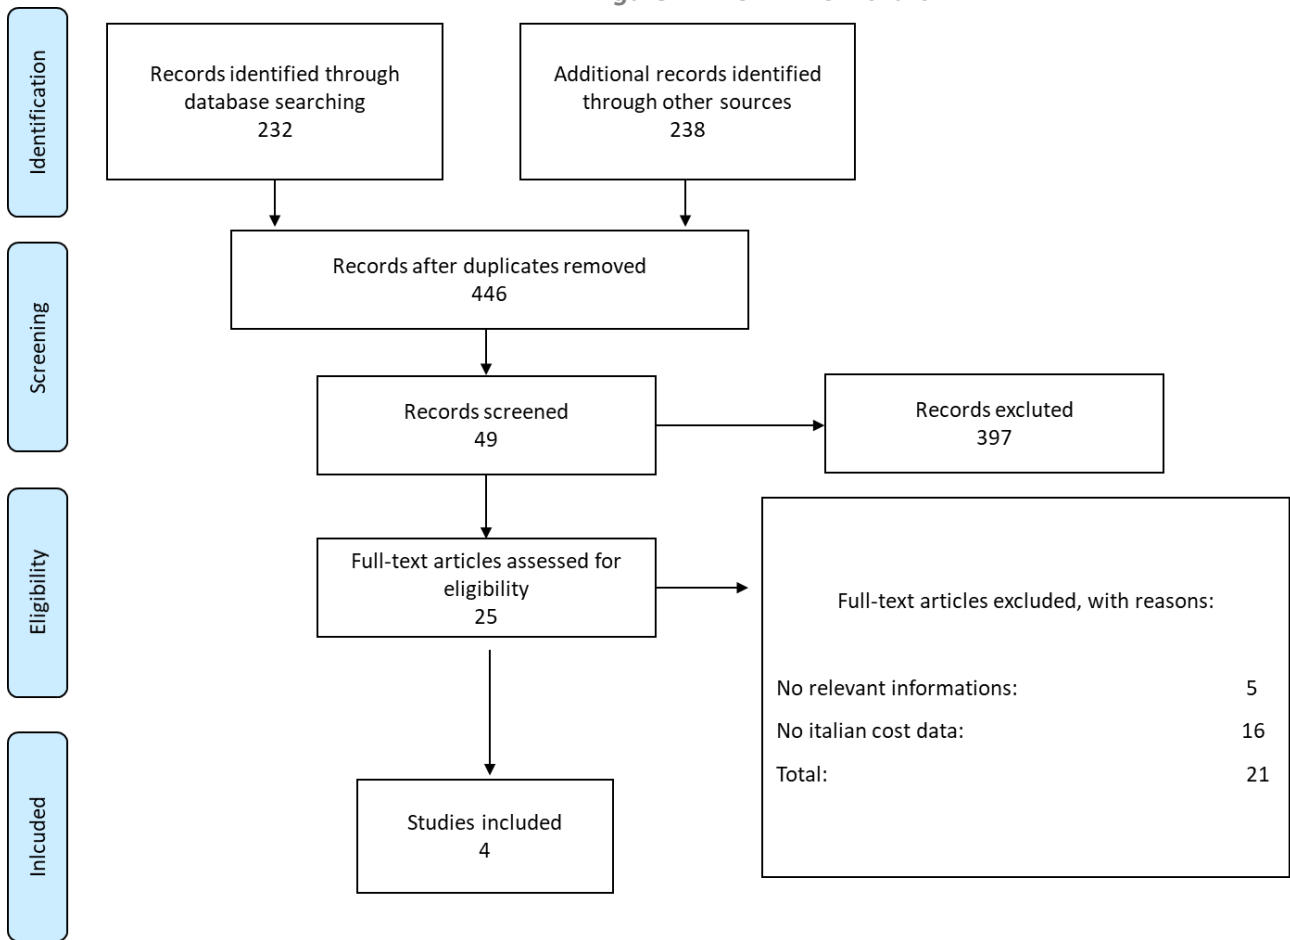 Identification
Records identified through
database searching
232
Additional records identified
through other sources
238
Screening
Records after duplicates removed
446
Records screened
49
Records excluted
397
Eligibility
Full-text articles assessed for
eligibility
25
Full-text articles excluded, with reasons:
No relevant informations: 5
No italian cost data: 16
Total: 21
Inlcuded
Studies included
4